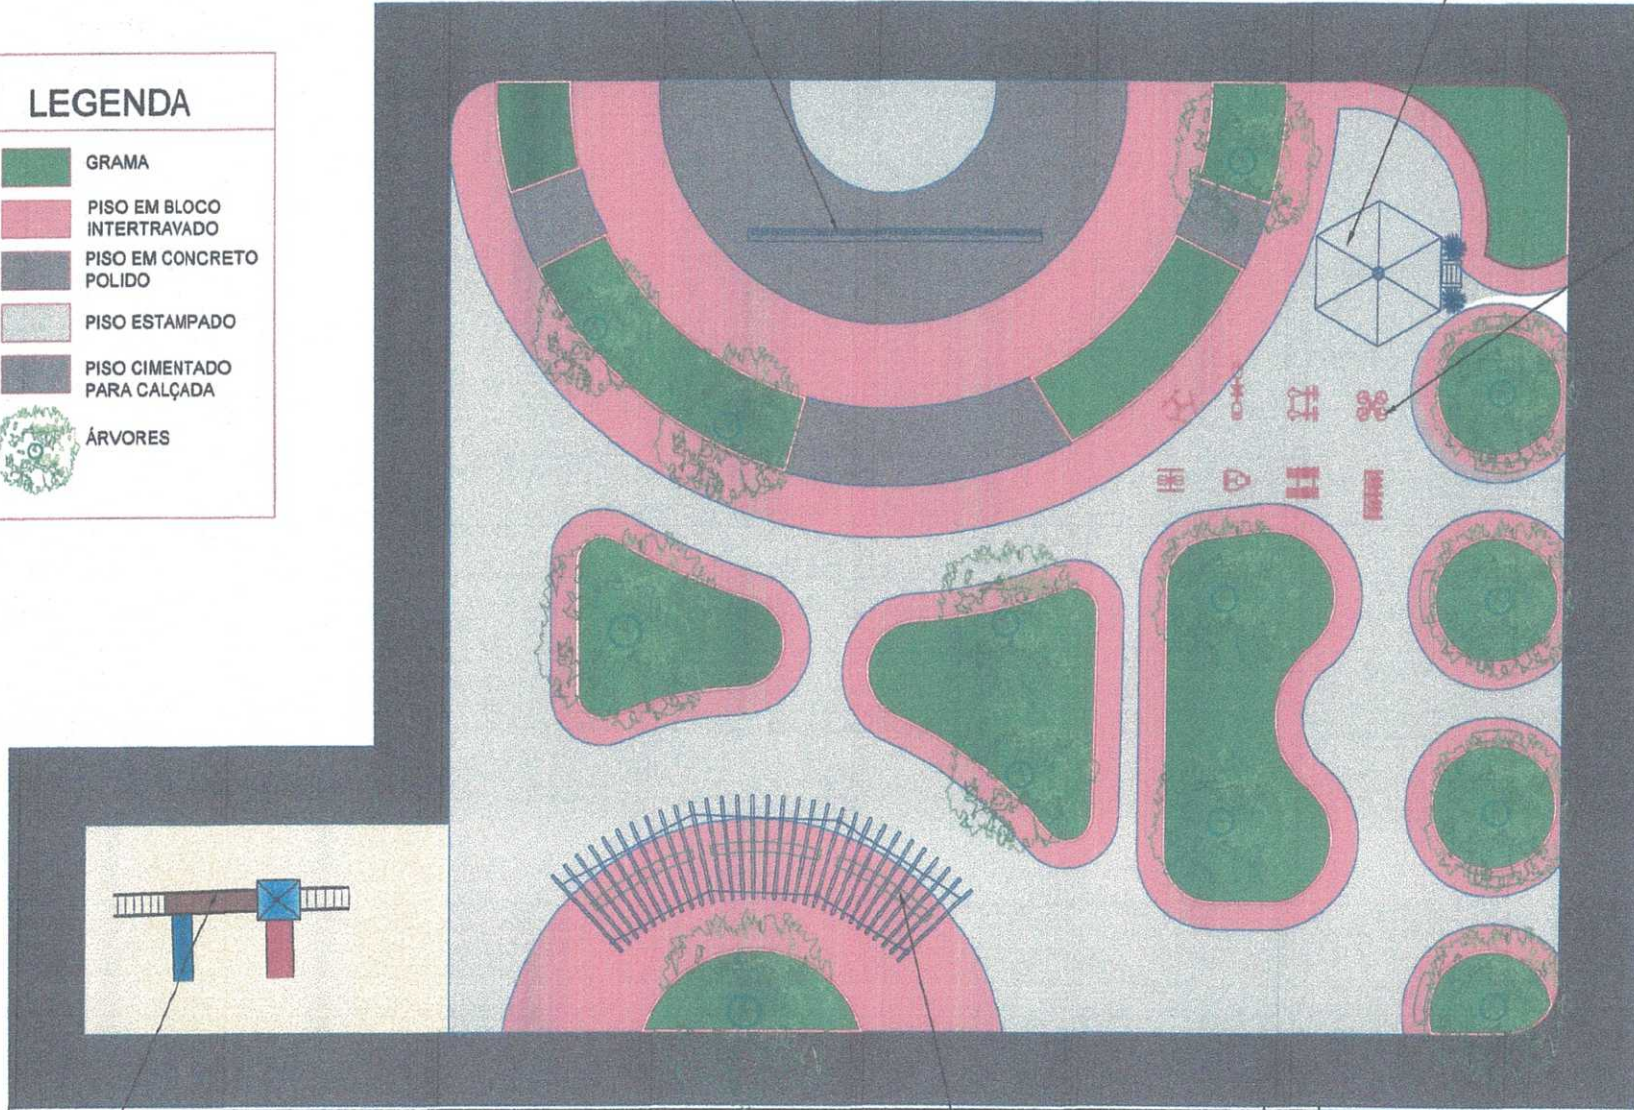 LEGENDA
GRAMA
PISO EM BLOCO
INTERTRAVADO
PISO EM CONCRETO
POLIDO
PISO ESTAMPADO
PISO CIMENTADO
PARA CALÇADA
ÁRVORES